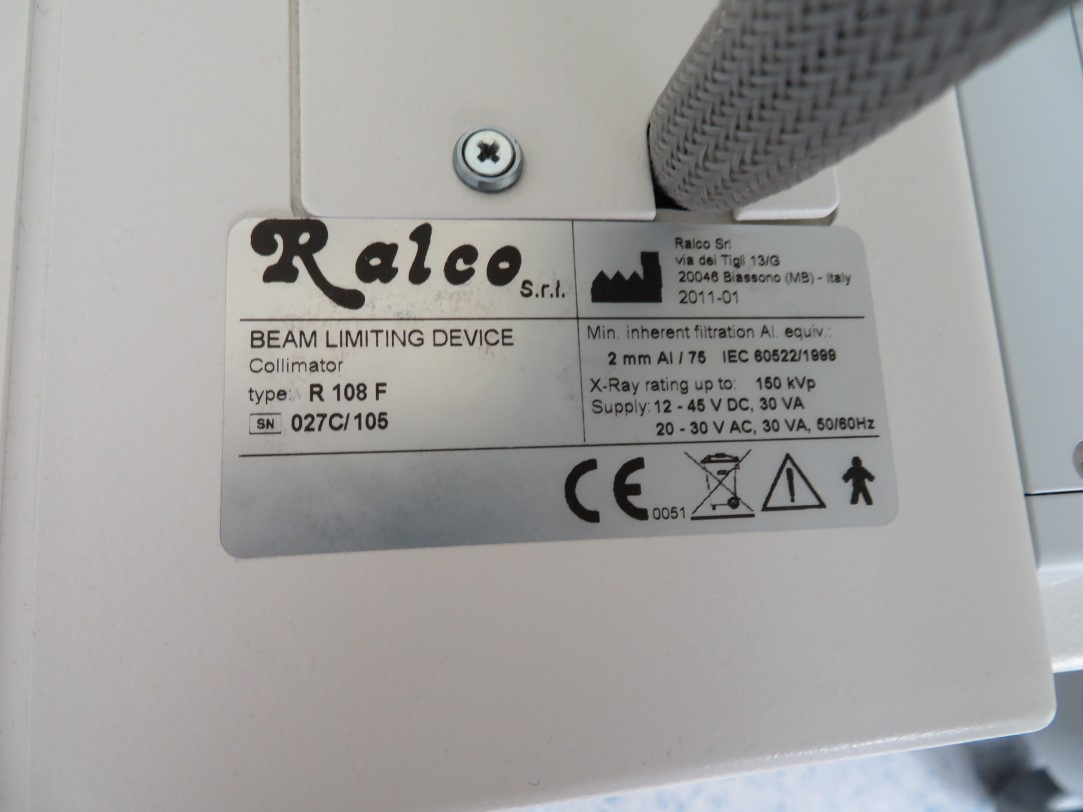 Ralco S.r.l.
Ralco Srl
via dei Tigli 13/G
20046 Biassono (MB) - Italy
2011-01
BEAM LIMITING DEVICE
Collimator
type: R 108 F
SN 027C/105
Min. inherent filtration Al. equiv.:
2 mm Al / 75 IEC 60522/1999
X-Ray rating up to: 150 kVp
Supply: 12 - 45 V DC, 30 VA
20 - 30 V AC, 30 VA, 50/60Hz
CE 0051